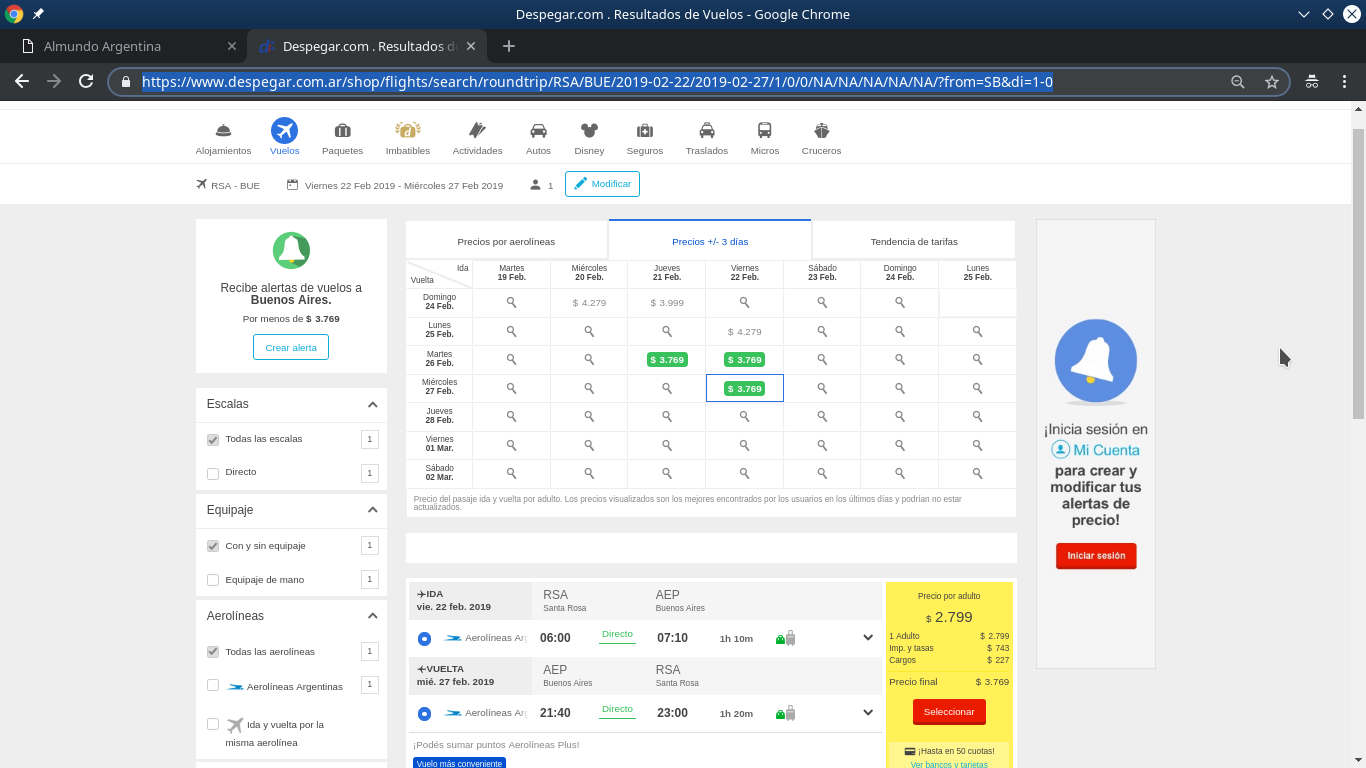 Despegar.com . Resultados de Vuelos - Google Chrome
Almundo Argentina
Despegar.com . Resultados d
https://www.despegar.com.ar/shop/flights/search/roundtrip/RSA/BUE/2019-02-22/2019-02-27/1/0/0/NA/NA/NA/NA/NA/?from=SB&di=1-0
Alojamientos Vuelos Paquetes Imbatibles Actividades Autos Disney Seguros Traslados Micros Cruceros
RSA - BUE Viernes 22 Feb 2019 - Miércoles 27 Feb 2019 1 Modificar
Recibe alertas de vuelos a
Buenos Aires.
Por menos de $ 3.769
Crear alerta
Escalas
Todas las escalas 1
Directo 1
Equipaje
Con y sin equipaje 1
Equipaje de mano 1
Aerolíneas
Todas las aerolíneas 1
Aerolíneas Argentinas 1
Ida y vuelta por la
misma aerolínea
Precios por aerolíneas Precios +/- 3 días Tendencia de tarifas
Ida Martes Miércoles Jueves Viernes Sábado Domingo Lunes
Vuelta 19 Feb. 20 Feb. 21 Feb. 22 Feb. 23 Feb. 24 Feb. 25 Feb.
Domingo
24 Feb. $ 4.279 $ 3.999
Lunes
25 Feb. $ 4.279
Martes
26 Feb. $ 3.769 $ 3.769
Miércoles
27 Feb. $ 3.769
Jueves
28 Feb.
Viernes
01 Mar.
Sábado
02 Mar.
Precio del pasaje ida y vuelta por adulto. Los precios visualizados son los mejores encontrados por los usuarios en los últimos días y podrían no estar
actualizados.
IDA RSA AEP
vie. 22 feb. 2019 Santa Rosa Buenos Aires
Aerolíneas Ar 06:00 Directo 07:10 1h 10m
VUELTA AEP RSA
mié. 27 feb. 2019 Buenos Aires Santa Rosa
Aerolíneas Ar 21:40 Directo 23:00 1h 20m
¡Podés sumar puntos Aerolíneas Plus!
Vuelo más conveniente
Precio por adulto
$ 2.799
1 Adulto $ 2.799
Imp. y tasas $ 743
Cargos $ 227
Precio final $ 3.769
Seleccionar
¡Hasta en 50 cuotas!
Ver bancos y tarjetas
¡Inicia sesión en
Mi Cuenta
para crear y
modificar tus
alertas de
precio!
Iniciar sesión